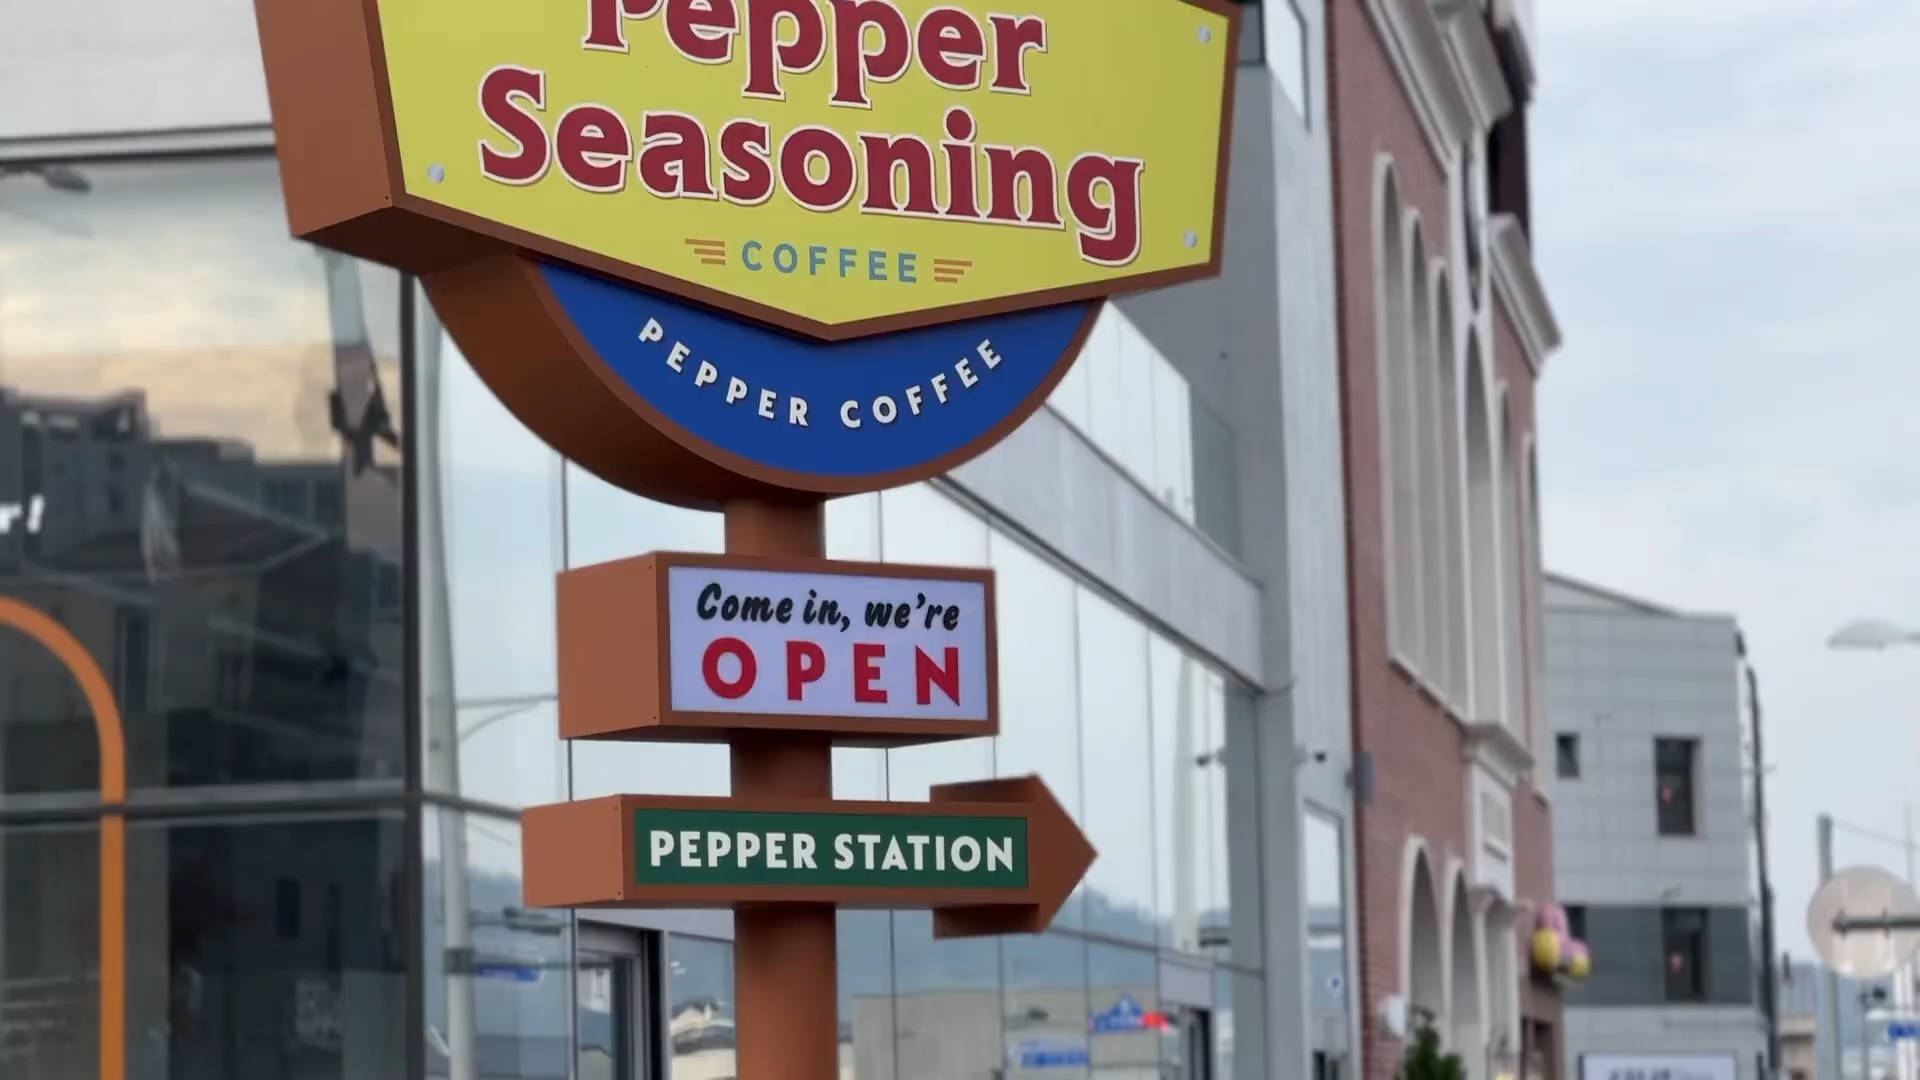 Pepper
Seasoning
COFFEE
PEPPER COFFEE
Come in, we're
OPEN
PEPPER STATION